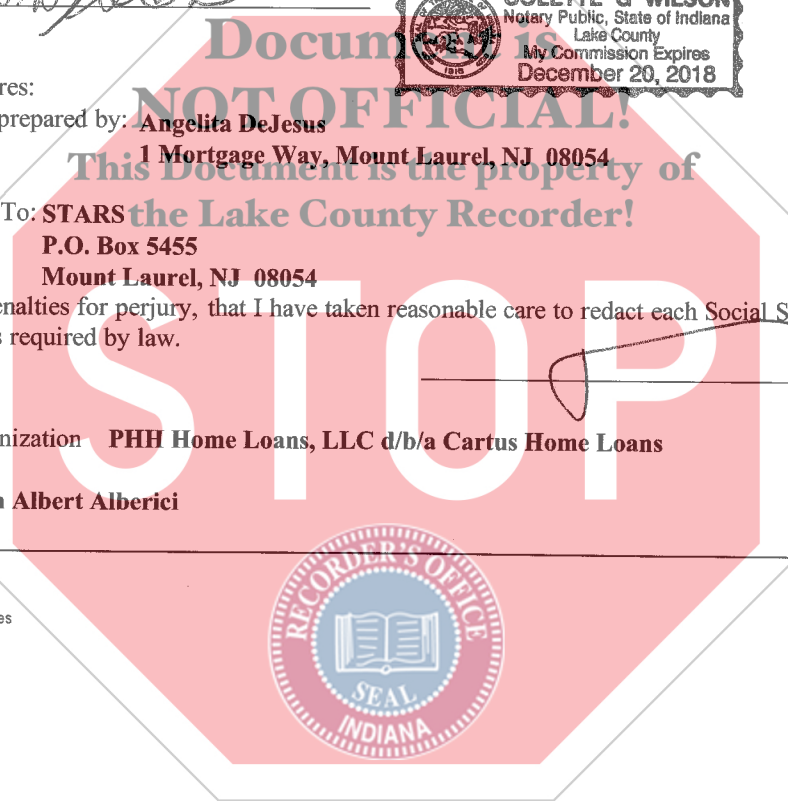 COLETTE G WILSON
Notary Public, State of Indiana
Lake County
My Commission Expires
December 20, 2018
1816
Document is
NOT OFFICIAL!
This Document is the property of
the Lake County Recorder!
res:
prepared by: Angelita DeJesus
1 Mortgage Way, Mount Laurel, NJ 08054
To: STARS
P.O. Box 5455
Mount Laurel, NJ 08054
enalties for perjury, that I have taken reasonable care to redact each Social S
s required by law.
STOP
nization PHH Home Loans, LLC d/b/a Cartus Home Loans
n Albert Alberici
es
RECORDER'S OFFICE
SEAL
INDIANA